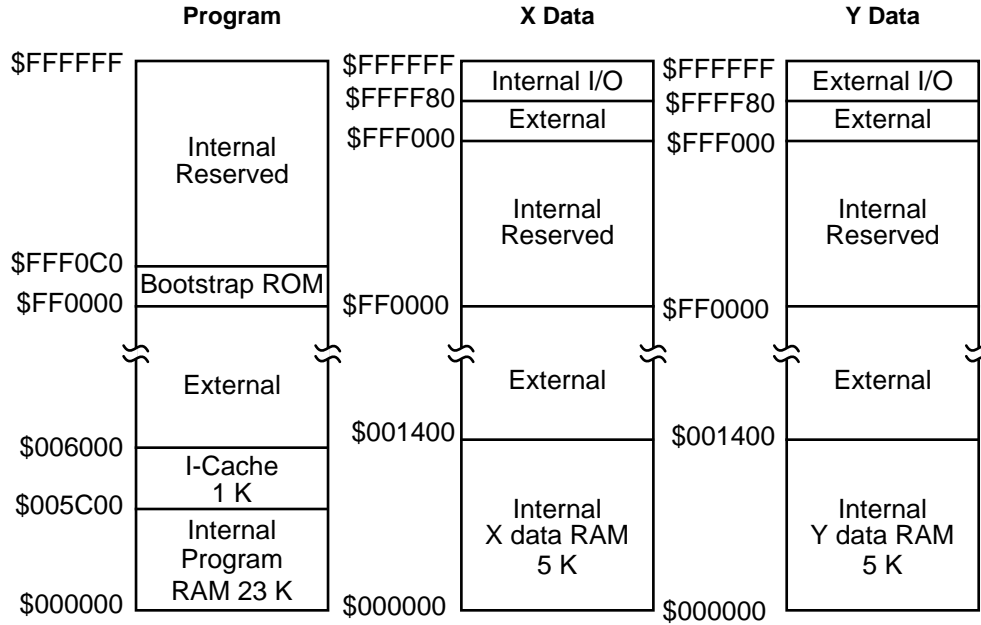 Program
$FFFFFF
Internal
Reserved
$FFF0C0
Bootstrap ROM
$FF0000
External
$006000
I-Cache
1 K
$005C00
Internal
Program
RAM 23 K
$000000
X Data
$FFFFFF
Internal I/O
$FFFF80
External
$FFF000
Internal
Reserved
$FF0000
External
$001400
Internal
X data RAM
5 K
$000000
Y Data
$FFFFFF
External I/O
$FFFF80
External
$FFF000
Internal
Reserved
$FF0000
External
$001400
Internal
Y data RAM
5 K
$000000